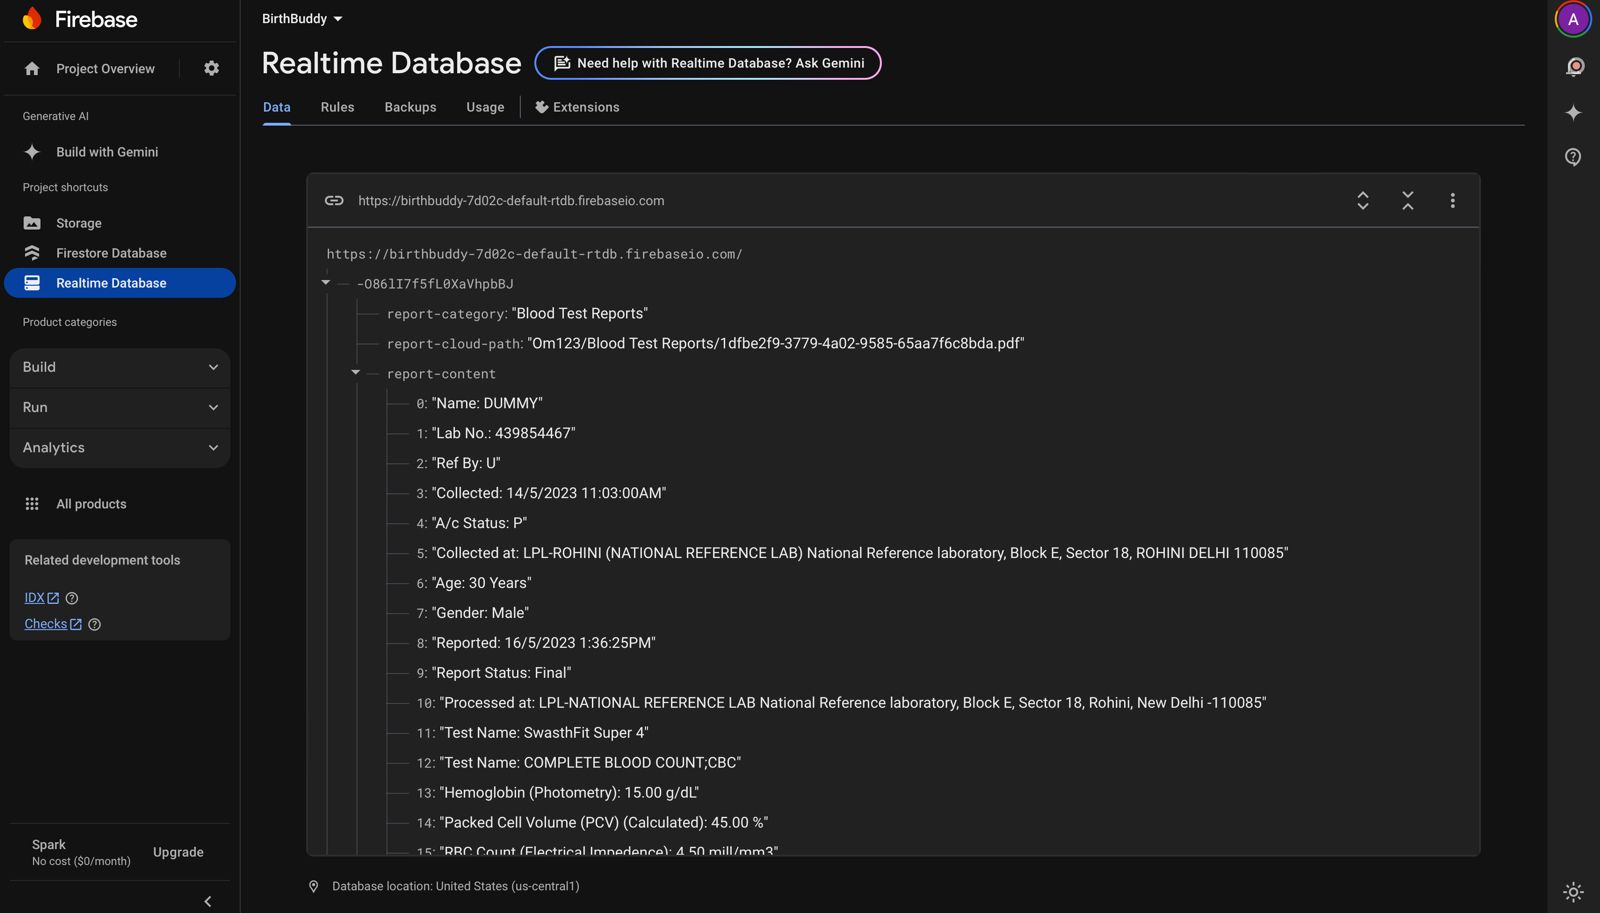 Firebase
BirthBuddy
A
Project Overview
Realtime Database
Need help with Realtime Database? Ask Gemini
Data
Rules
Backups
Usage
Extensions
Generative AI
Build with Gemini
Project shortcuts
Storage
Firestore Database
Realtime Database
Product categories
Build
Run
Analytics
All products
Related development tools
IDX
Checks
Spark
No cost ($0/month)
Upgrade
https://birthbuddy-7d02c-default-rtdb.firebaseio.com
https://birthbuddy-7d02c-default-rtdb.firebaseio.com/
-O86lI7f5fL0XaVhpbBJ
report-category: "Blood Test Reports"
report-cloud-path: "Om123/Blood Test Reports/1dfbe2f9-3779-4a02-9585-65aa7f6c8bda.pdf"
report-content
0: "Name: DUMMY"
1: "Lab No.: 439854467"
2: "Ref By: U"
3: "Collected: 14/5/2023 11:03:00AM"
4: "A/c Status: P"
5: "Collected at: LPL-ROHINI (NATIONAL REFERENCE LAB) National Reference laboratory, Block E, Sector 18, ROHINI DELHI 110085"
6: "Age: 30 Years"
7: "Gender: Male"
8: "Reported: 16/5/2023 1:36:25PM"
9: "Report Status: Final"
10: "Processed at: LPL-NATIONAL REFERENCE LAB National Reference laboratory, Block E, Sector 18, Rohini, New Delhi -110085"
11: "Test Name: SwasthFit Super 4"
12: "Test Name: COMPLETE BLOOD COUNT;CBC"
13: "Hemoglobin (Photometry): 15.00 g/dL"
14: "Packed Cell Volume (PCV) (Calculated): 45.00 %"
15: "RBC Count (Electrical Impedence): 4.50 mill/mm3"
Database location: United States (us-central1)